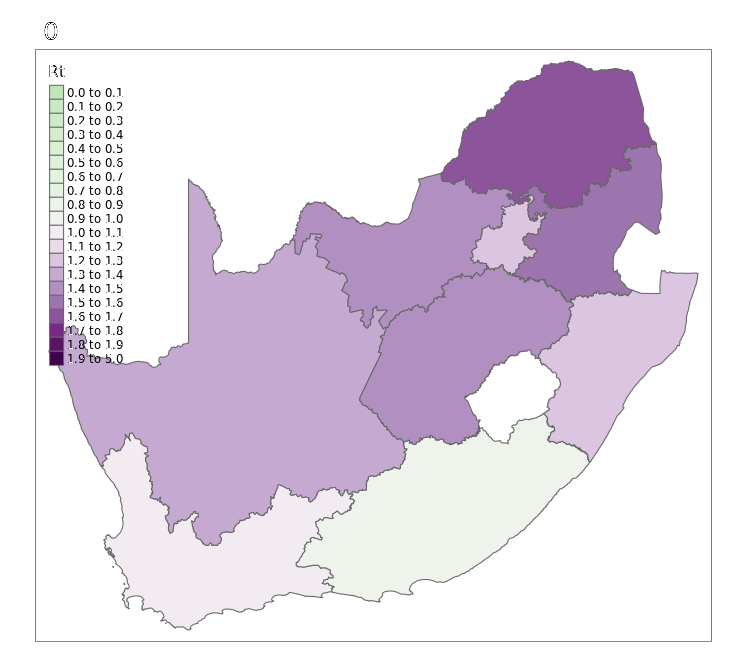 0
Rt
0.0 to 0.1
0.1 to 0.2
0.2 to 0.3
0.3 to 0.4
0.4 to 0.5
0.5 to 0.6
0.6 to 0.7
0.7 to 0.8
0.8 to 0.9
0.9 to 1.0
1.0 to 1.1
1.1 to 1.2
1.2 to 1.3
1.3 to 1.4
1.4 to 1.5
1.5 to 1.6
1.6 to 1.7
1.7 to 1.8
1.8 to 1.9
1.9 to 5.0